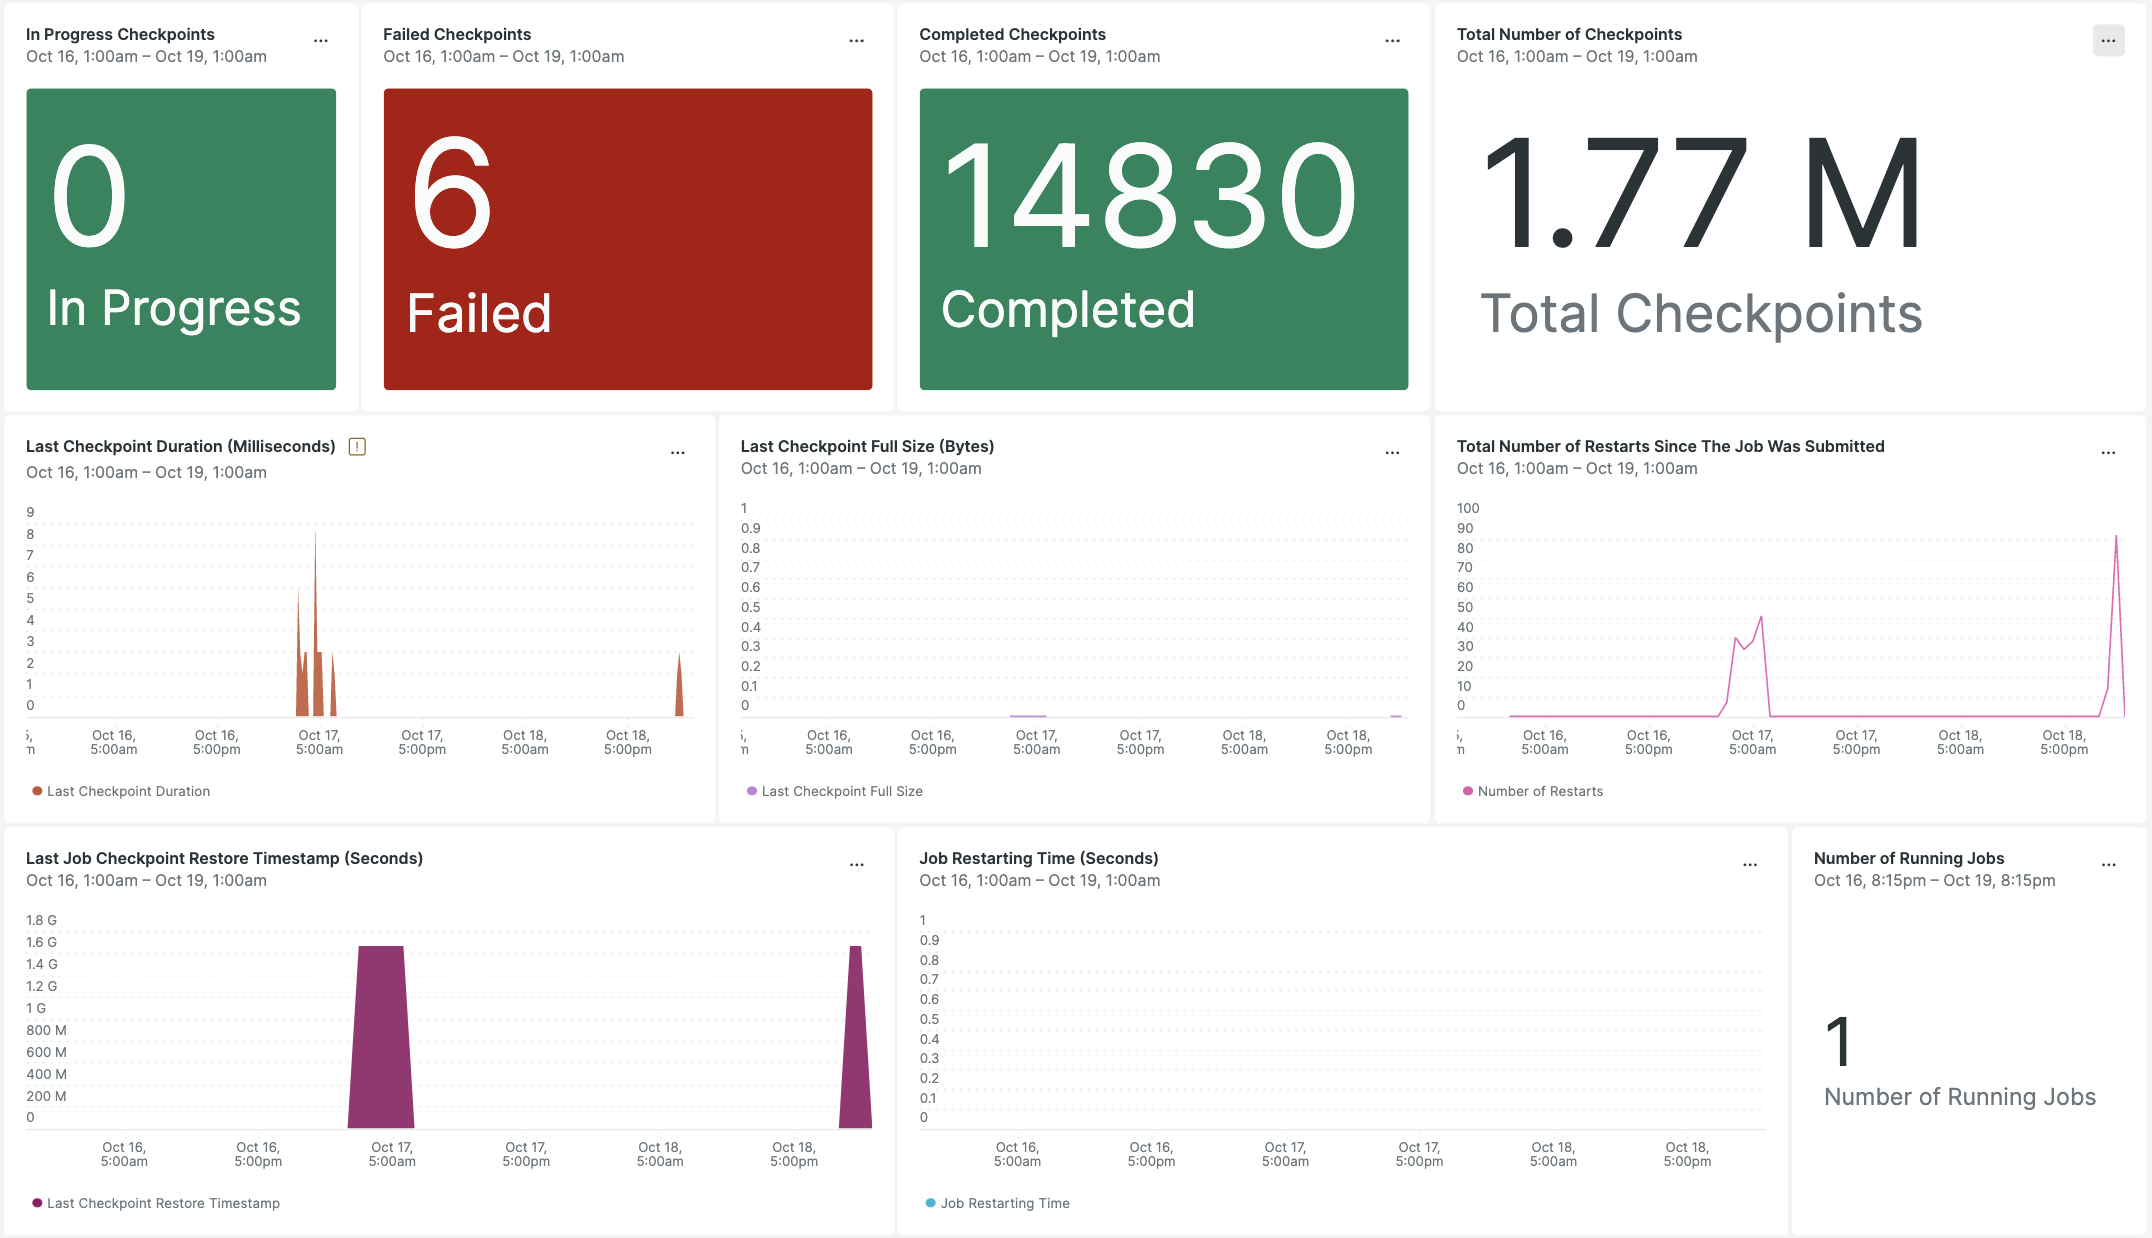 In Progress Checkpoints
Oct 16, 1:00am – Oct 19, 1:00am
0
In Progress
Failed Checkpoints
Oct 16, 1:00am – Oct 19, 1:00am
6
Failed
Completed Checkpoints
Oct 16, 1:00am – Oct 19, 1:00am
14830
Completed
Total Number of Checkpoints
Oct 16, 1:00am – Oct 19, 1:00am
1.77 M
Total Checkpoints
Last Checkpoint Duration (Milliseconds)
Oct 16, 1:00am – Oct 19, 1:00am
9
8
7
6
5
4
3
2
1
0
Oct 16, 5:00am
Oct 16, 5:00pm
Oct 17, 5:00am
Oct 17, 5:00pm
Oct 18, 5:00am
Oct 18, 5:00pm
Last Checkpoint Duration
Last Checkpoint Full Size (Bytes)
Oct 16, 1:00am – Oct 19, 1:00am
1
0.9
0.8
0.7
0.6
0.5
0.4
0.3
0.2
0.1
0
Oct 16, 5:00am
Oct 16, 5:00pm
Oct 17, 5:00am
Oct 17, 5:00pm
Oct 18, 5:00am
Oct 18, 5:00pm
Last Checkpoint Full Size
Total Number of Restarts Since The Job Was Submitted
Oct 16, 1:00am – Oct 19, 1:00am
100
90
80
70
60
50
40
30
20
10
0
Oct 16, 5:00am
Oct 16, 5:00pm
Oct 17, 5:00am
Oct 17, 5:00pm
Oct 18, 5:00am
Oct 18, 5:00pm
Number of Restarts
Last Job Checkpoint Restore Timestamp (Seconds)
Oct 16, 1:00am – Oct 19, 1:00am
1.8 G
1.6 G
1.4 G
1.2 G
1 G
800 M
600 M
400 M
200 M
0
Oct 16, 5:00am
Oct 16, 5:00pm
Oct 17, 5:00am
Oct 17, 5:00pm
Oct 18, 5:00am
Oct 18, 5:00pm
Last Checkpoint Restore Timestamp
Job Restarting Time (Seconds)
Oct 16, 1:00am – Oct 19, 1:00am
1
0.9
0.8
0.7
0.6
0.5
0.4
0.3
0.2
0.1
0
Oct 16, 5:00am
Oct 16, 5:00pm
Oct 17, 5:00am
Oct 17, 5:00pm
Oct 18, 5:00am
Oct 18, 5:00pm
Job Restarting Time
Number of Running Jobs
Oct 16, 8:15pm – Oct 19, 8:15pm
1
Number of Running Jobs